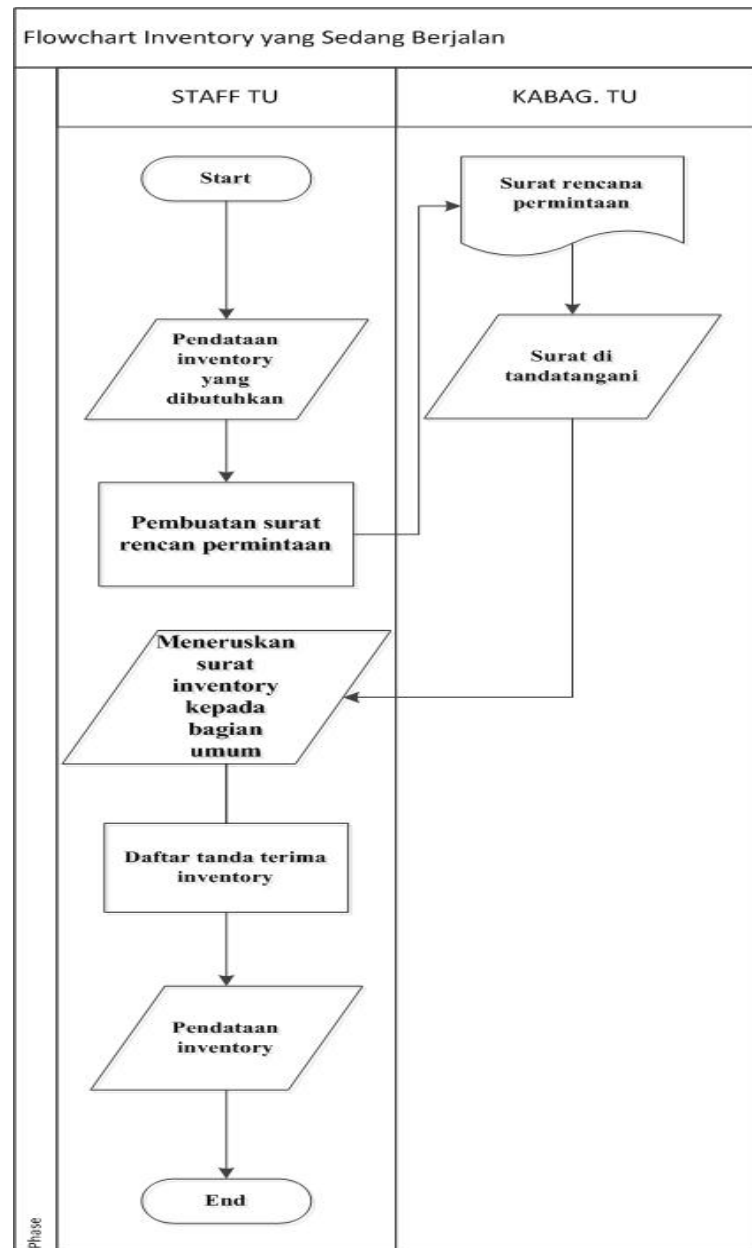 Flowchart Inventory yang Sedang Berjalan
STAFF TU
KABAG. TU
Start
Surat rencana
permintaan
Pendataan
inventory
yang
dibutuhkan
Surat di
tandatangani
Pembuatan surat
rencan permintaan
Meneruskan
surat
inventory
kepada
bagian
umum
Daftar tanda terima
inventory
Pendataan
inventory
End
Phase